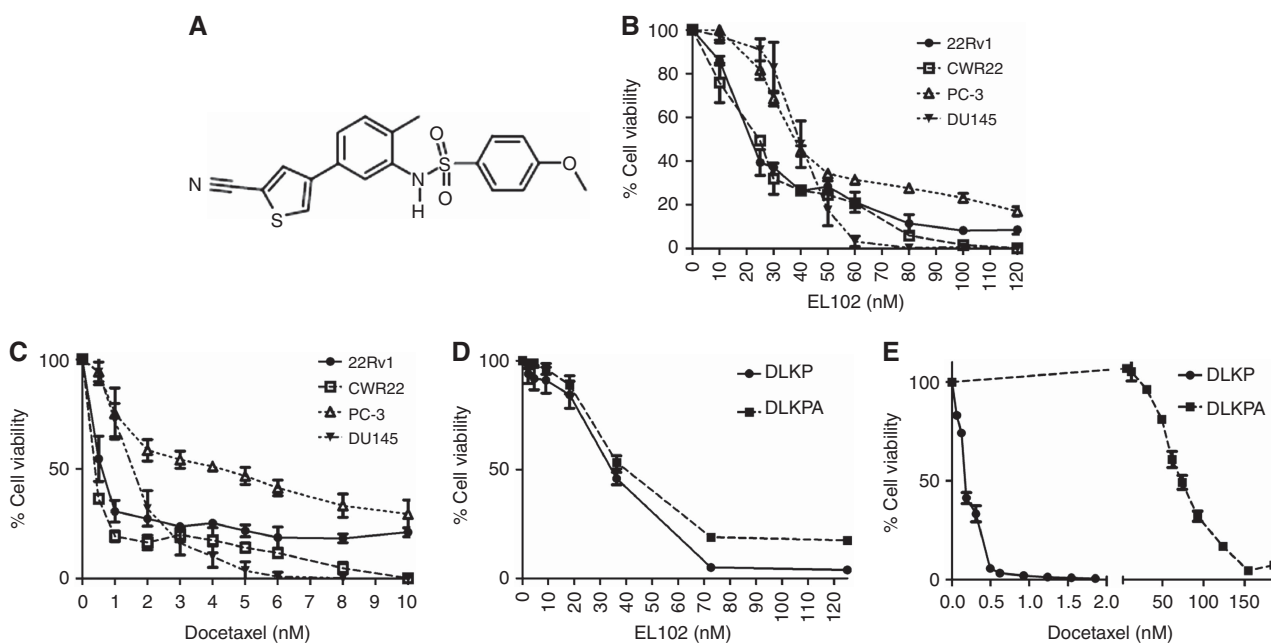 A
N
S
N
H
S
O
O
O
B
100
80
60
40
20
0
% Cell viability
22Rv1
CWR22
PC-3
DU145
0
10
20
30
40
50
60
70
80
90
100
110
120
EL102 (nM)
C
100
50
0
% Cell viability
22Rv1
CWR22
PC-3
DU145
0
1
2
3
4
5
6
7
8
9
10
Docetaxel (nM)
D
100
50
0
% Cell viability
DLKP
DLKPA
0
10
20
30
40
50
60
70
80
90
100
110
120
EL102 (nM)
E
100
50
0
% Cell viability
DLKP
DLKPA
0.0
0.5
1.0
1.5
2.0
50
100
150
Docetaxel (nM)